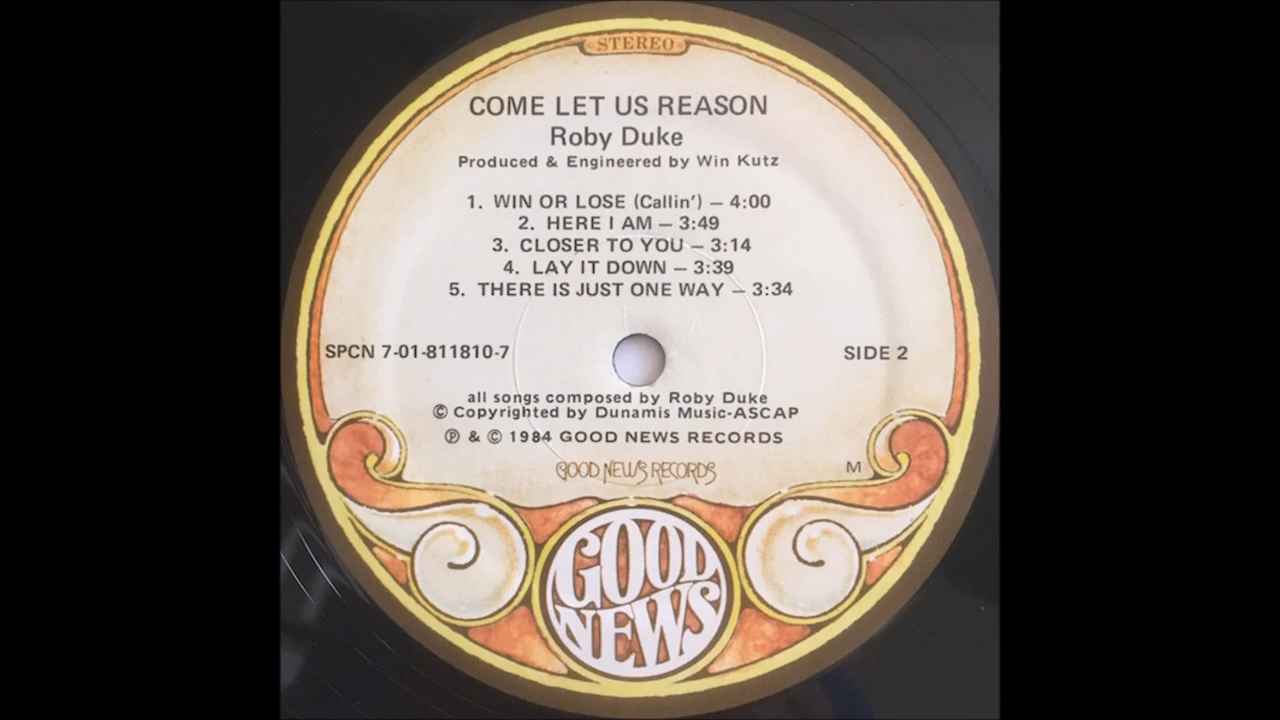 STEREO
COME LET US REASON
Roby Duke
Produced & Engineered by Win Kutz
1. WIN OR LOSE (Callin') — 4:00
2. HERE I AM — 3:49
3. CLOSER TO YOU — 3:14
4. LAY IT DOWN — 3:39
5. THERE IS JUST ONE WAY — 3:34
SPCN 7-01-811810-7
SIDE 2
all songs composed by Roby Duke
© Copyrighted by Dunamis Music-ASCAP
℗ & © 1984 GOOD NEWS RECORDS
GOOD NEWS RECORDS
M
GOOD
NEWS